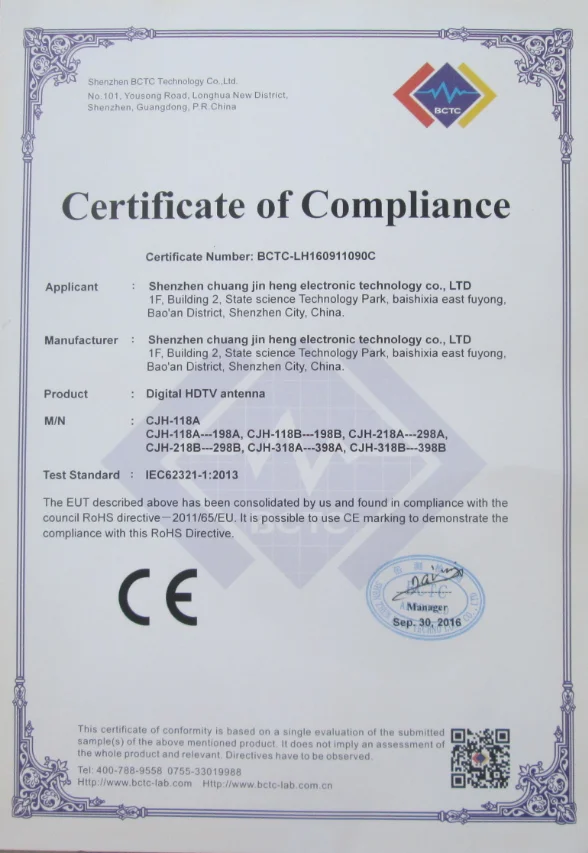 Shenzhen BCTC Technology Co.,Ltd.
No.101, Yousong Road, Longhua New District,
Shenzhen, Guangdong, P.R.China
BCTC
Certificate of Compliance
Certificate Number: BCTC-LH160911090C
Applicant : Shenzhen chuang jin heng electronic technology co., LTD
1F, Building 2, State science Technology Park, baishixia east fuyong,
Bao'an District, Shenzhen City, China.
Manufacturer : Shenzhen chuang jin heng electronic technology co., LTD
1F, Building 2, State science Technology Park, baishixia east fuyong,
Bao'an District, Shenzhen City, China.
Product : Digital HDTV antenna
M/N : CJH-118A
CJH-118A---198A, CJH-118B---198B, CJH-218A---298A,
CJH-218B---298B, CJH-318A---398A, CJH-318B---398B
Test Standard : IEC62321-1:2013
The EUT described above has been consolidated by us and found in compliance with the
council RoHS directive—2011/65/EU. It is possible to use CE marking to demonstrate the
compliance with this RoHS Directive.
BCTC
CE
Manager
Sep. 30, 2016
This certificate of conformity is based on a single evaluation of the submitted
sample(s) of the above mentioned product. It does not imply an assessment of
the whole product and relevant. Directives have to be observed.
Tel: 400-788-9558 0755-33019988
Http://www.bctc-lab.com Http://www.bctc-lab.com.cn